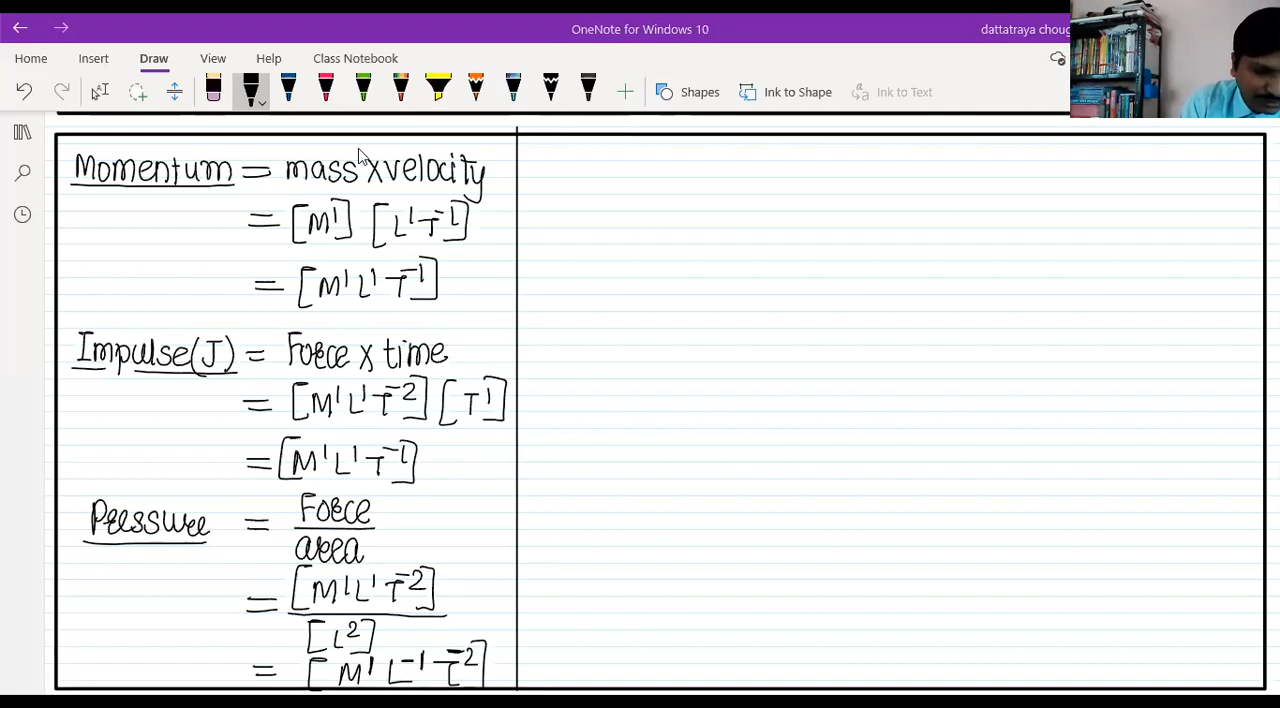 OneNote for Windows 10
dattatraya choug
Home Insert Draw View Help Class Notebook
Shapes Ink to Shape Ink to Text
Momentum = mass x velocity
= [M¹] [L¹T⁻¹]
= [M¹L¹T⁻¹]
Impulse(J) = Force x time
= [M¹L¹T⁻²] [T¹]
= [M¹L¹T⁻¹]
Pressure = Force
area
= [M¹L¹T⁻²]
[L²]
= [M¹L⁻¹T⁻²]